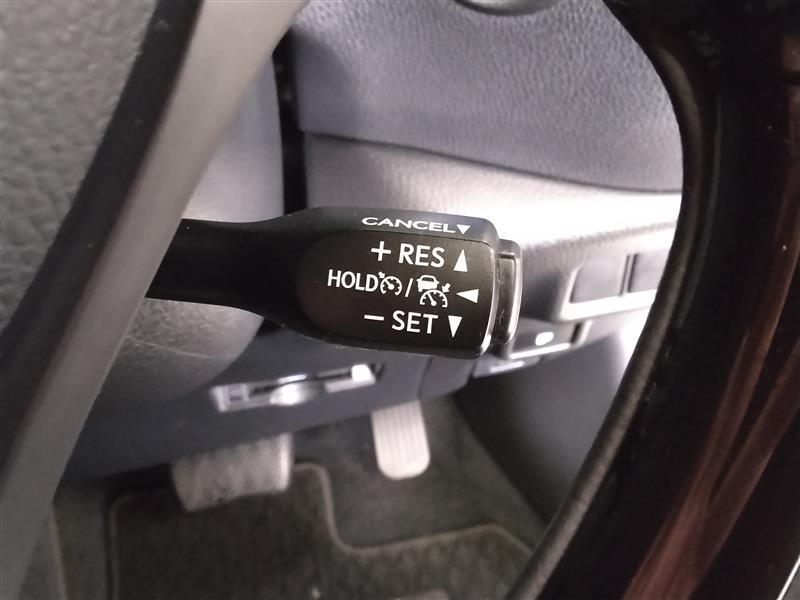 CANCEL▼
+ RES ▲
HOLD / ◀
− SET ▼